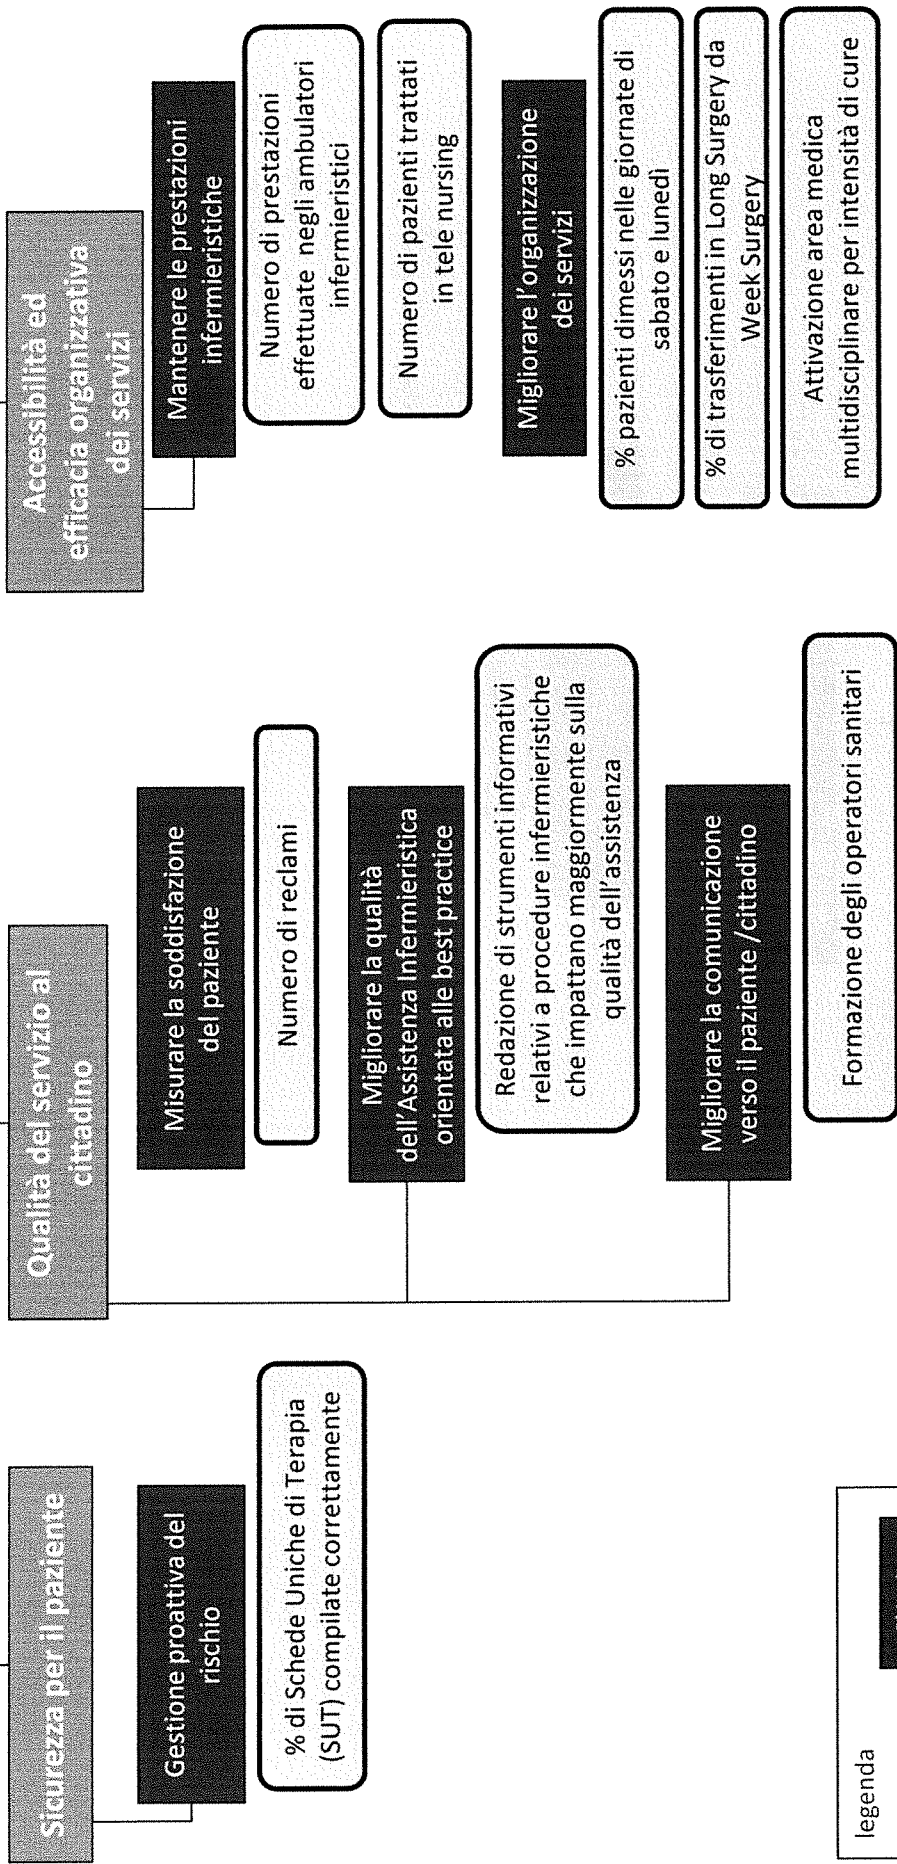 Sicurezza per il paziente
Gestione proattiva del
rischio
% di Schede Uniche di Terapia
(SUT) compilate correttamente
legenda
Qualità del servizio al
cittadino
Misurare la soddisfazione
del paziente
Numero di reclami
Migliorare la qualità
dell'Assistenza Infermieristica
orientata alle best practice
Redazione di strumenti informativi
relativi a procedure infermieristiche
che impattano maggiormente sulla
qualità dell'assistenza
Migliorare la comunicazione
verso il paziente /cittadino
Formazione degli operatori sanitari
Accessibilità ed
efficacia organizzativa
dei servizi
Mantenere le prestazioni
infermieristiche
Numero di prestazioni
effettuate negli ambulatori
infermieristici
Numero di pazienti trattati
in tele nursing
Migliorare l'organizzazione
dei servizi
% pazienti dimessi nelle giornate di
sabato e lunedì
% di trasferimenti in Long Surgery da
Week Surgery
Attivazione area medica
multidisciplinare per intensità di cure